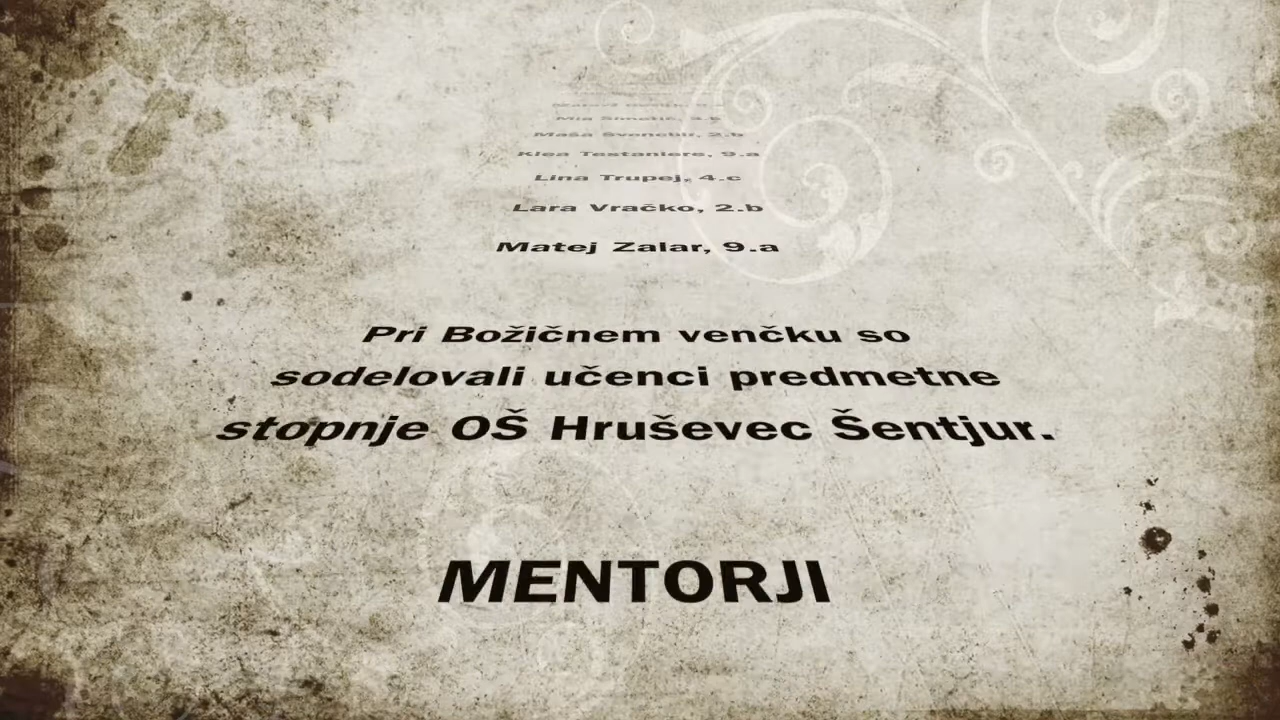 Maša Svenchir, 2.b
Klea Testaniere, 9.a
Lina Trupej, 4.c
Lara Vračko, 2.b
Matej Zalar, 9.a
Pri Božičnem venčku so
sodelovali učenci predmetne
stopnje OŠ Hruševec Šentjur.
MENTORJI